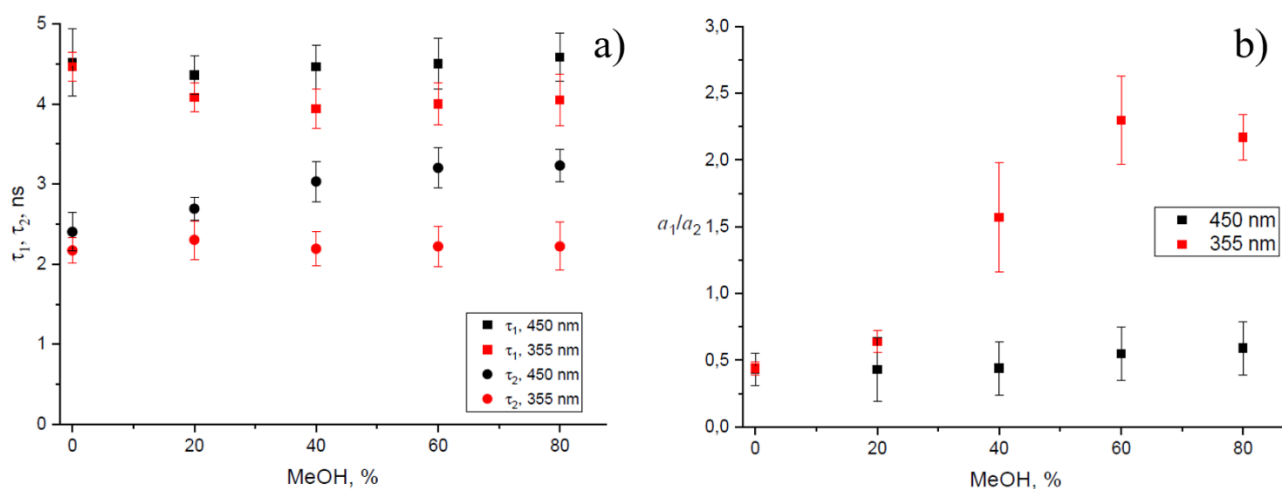 a)
5
4
3
2
1
0
τ₁, τ₂, ns
0 20 40 60 80
MeOH, %
τ₁, 450 nm
τ₁, 355 nm
τ₂, 450 nm
τ₂, 355 nm
b)
3,0
2,5
2,0
1,5
1,0
0,5
0,0
a₁/a₂
0 20 40 60 80
MeOH, %
450 nm
355 nm